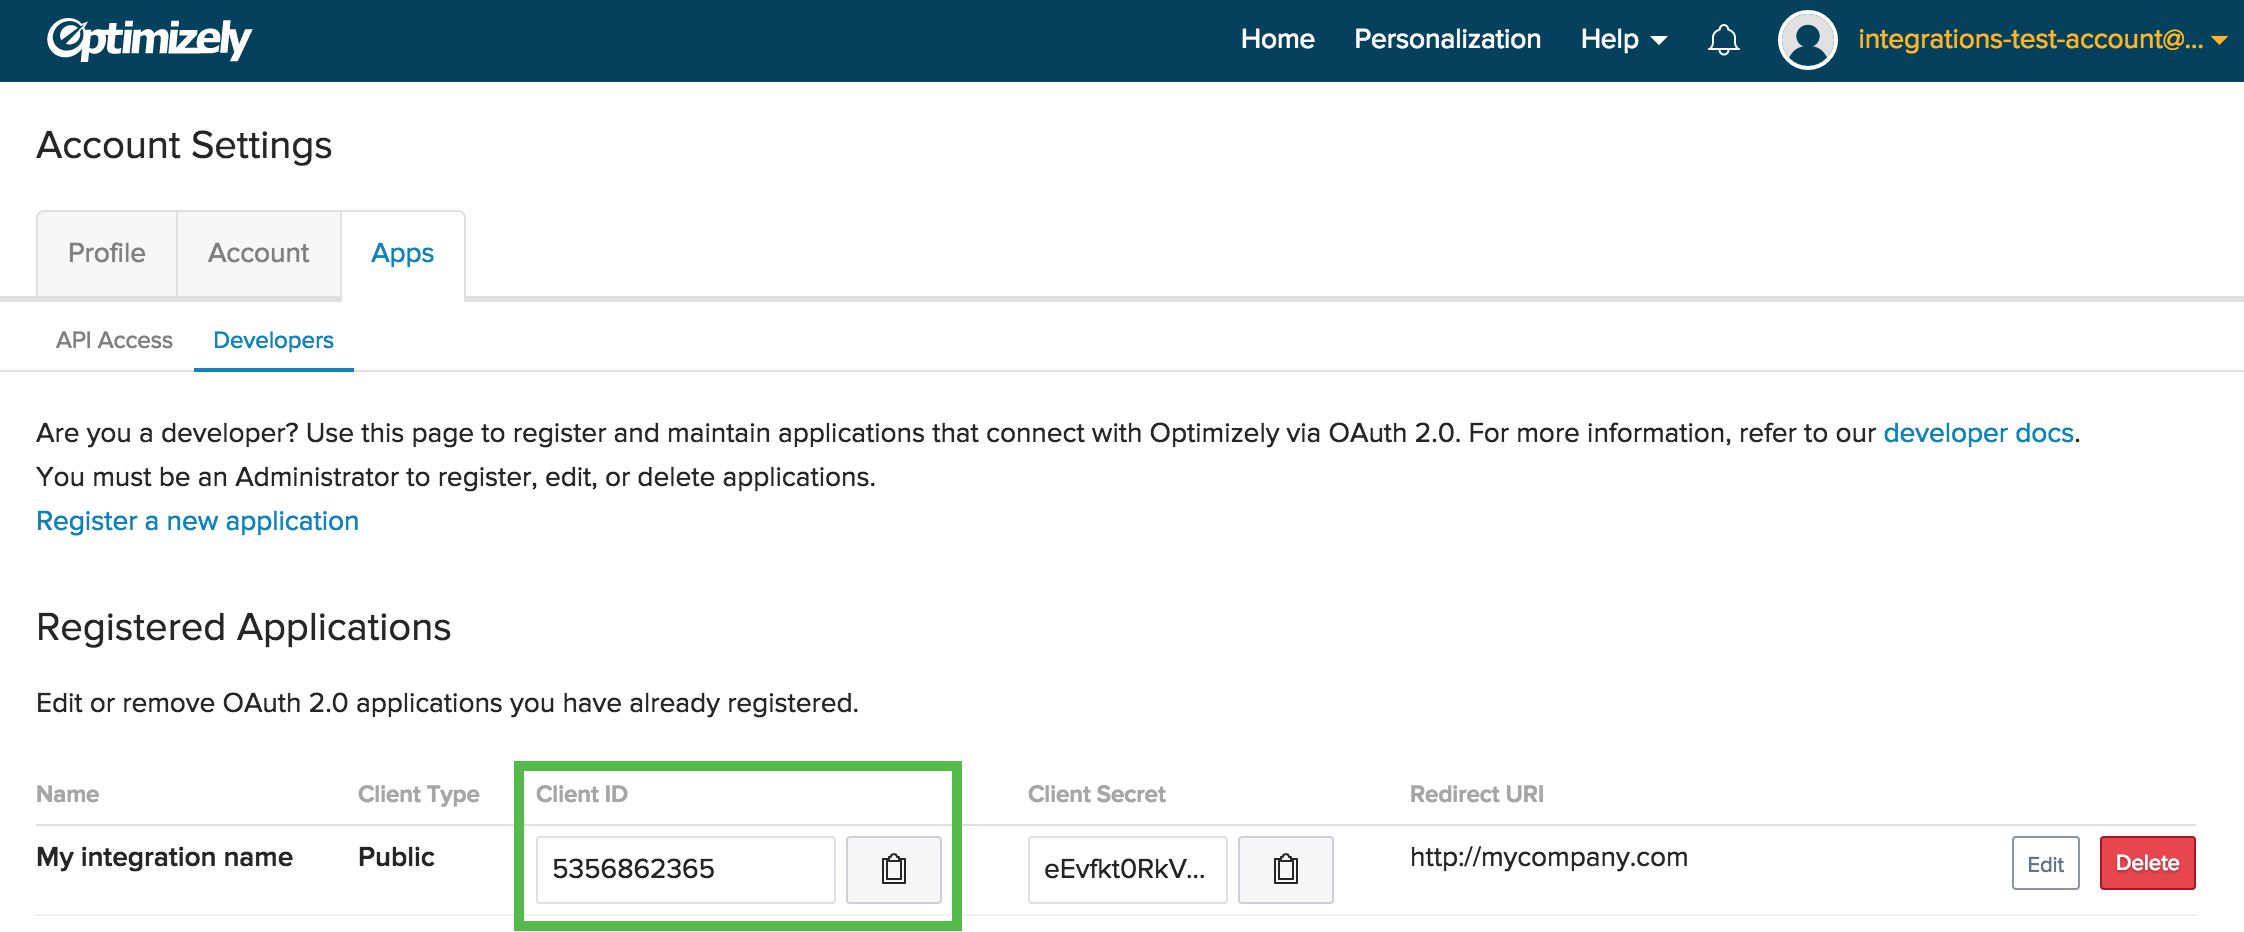 Optimizely
Home Personalization Help integrations-test-account@...
Account Settings
Profile Account Apps
API Access Developers
Are you a developer? Use this page to register and maintain applications that connect with Optimizely via OAuth 2.0. For more information, refer to our developer docs.
You must be an Administrator to register, edit, or delete applications.
Register a new application
Registered Applications
Edit or remove OAuth 2.0 applications you have already registered.
Name Client Type Client ID Client Secret Redirect URI
My integration name Public 5356862365 eEvfkt0RkV... http://mycompany.com Edit Delete